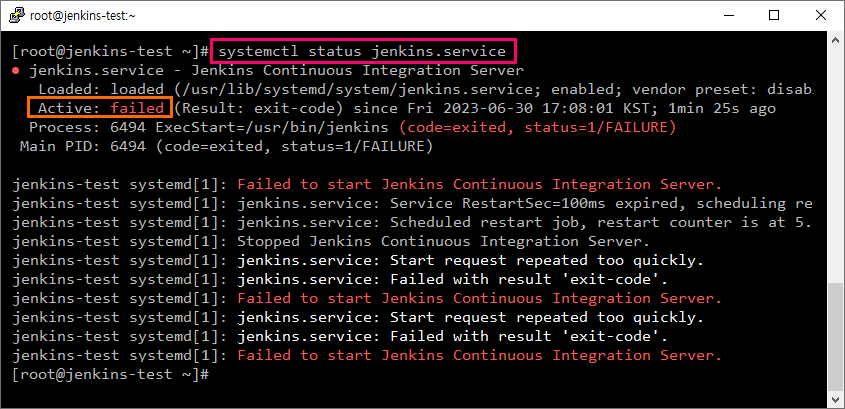 root@jenkins-test:~
[root@jenkins-test ~]# systemctl status jenkins.service
● jenkins.service - Jenkins Continuous Integration Server
Loaded: loaded (/usr/lib/systemd/system/jenkins.service; enabled; vendor preset: disabl
Active: failed (Result: exit-code) since Fri 2023-06-30 17:08:01 KST; 1min 25s ago
Process: 6494 ExecStart=/usr/bin/jenkins (code=exited, status=1/FAILURE)
Main PID: 6494 (code=exited, status=1/FAILURE)
jenkins-test systemd[1]: Failed to start Jenkins Continuous Integration Server.
jenkins-test systemd[1]: jenkins.service: Service RestartSec=100ms expired, scheduling re
jenkins-test systemd[1]: jenkins.service: Scheduled restart job, restart counter is at 5.
jenkins-test systemd[1]: Stopped Jenkins Continuous Integration Server.
jenkins-test systemd[1]: jenkins.service: Start request repeated too quickly.
jenkins-test systemd[1]: jenkins.service: Failed with result 'exit-code'.
jenkins-test systemd[1]: Failed to start Jenkins Continuous Integration Server.
jenkins-test systemd[1]: jenkins.service: Start request repeated too quickly.
jenkins-test systemd[1]: jenkins.service: Failed with result 'exit-code'.
jenkins-test systemd[1]: Failed to start Jenkins Continuous Integration Server.
[root@jenkins-test ~]#